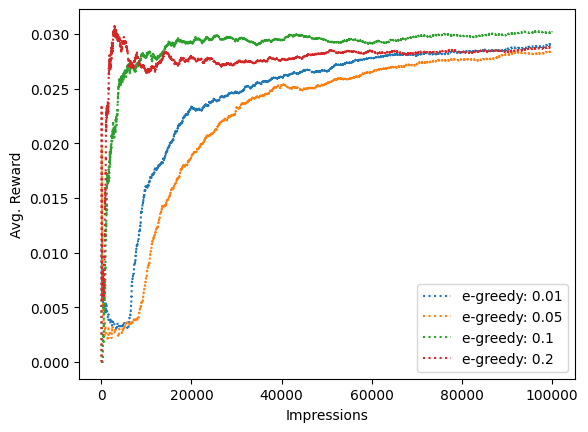 0.030
0.025
0.020
0.015
0.010
0.005
0.000
Avg. Reward
0
20000
40000
60000
80000
100000
Impressions
e-greedy: 0.01
e-greedy: 0.05
e-greedy: 0.1
e-greedy: 0.2